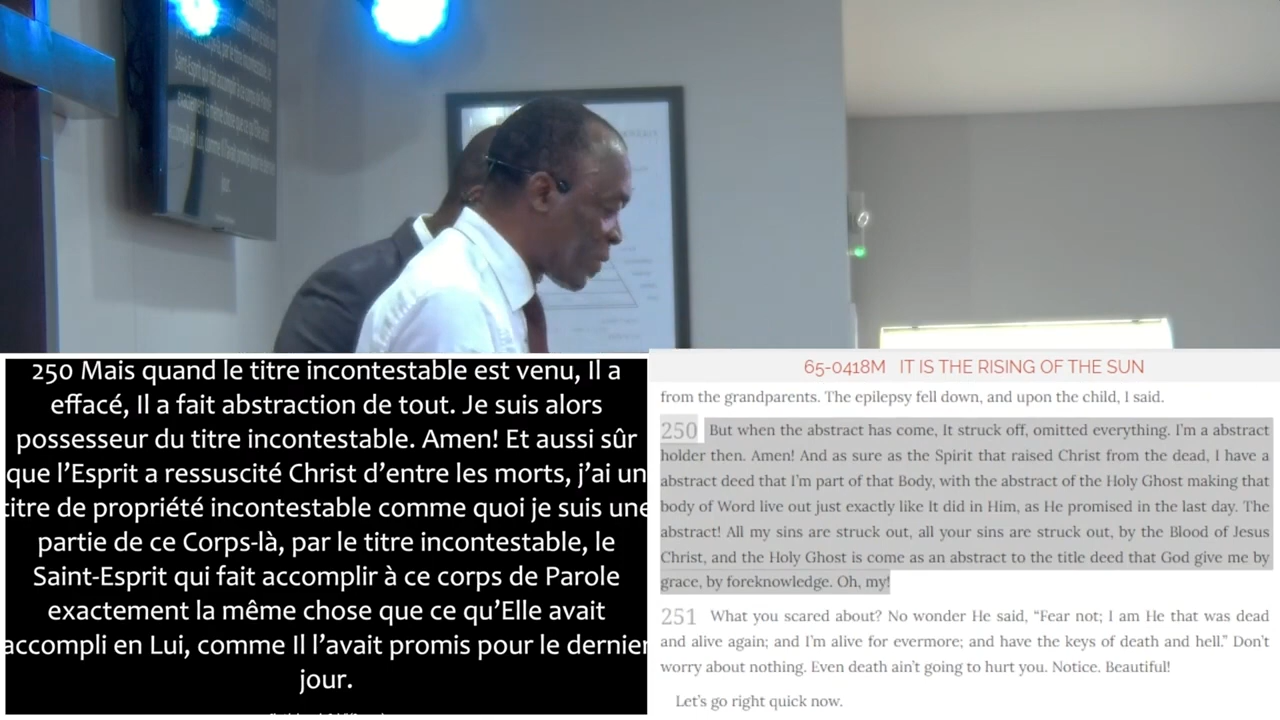 250 Mais quand le titre incontestable est venu, Il a
effacé, Il a fait abstraction de tout. Je suis alors
possesseur du titre incontestable. Amen! Et aussi sûr
que l’Esprit a ressuscité Christ d’entre les morts, j’ai un
titre de propriété incontestable comme quoi je suis une
partie de ce Corps-là, par le titre incontestable, le
Saint-Esprit qui fait accomplir à ce corps de Parole
exactement la même chose que ce qu’Elle avait
accompli en Lui, comme Il l’avait promis pour le dernier
jour.
65-0418M IT IS THE RISING OF THE SUN
from the grandparents. The epilepsy fell down, and upon the child, I said.
250 But when the abstract has come, It struck off, omitted everything. I’m a abstract
holder then. Amen! And as sure as the Spirit that raised Christ from the dead, I have a
abstract deed that I’m part of that Body, with the abstract of the Holy Ghost making that
body of Word live out just exactly like It did in Him, as He promised in the last day. The
abstract! All my sins are struck out, all your sins are struck out, by the Blood of Jesus
Christ, and the Holy Ghost is come as an abstract to the title deed that God give me by
grace, by foreknowledge. Oh, my!
251 What you scared about? No wonder He said, “Fear not; I am He that was dead
and alive again; and I’m alive for evermore; and have the keys of death and hell.” Don’t
worry about nothing. Even death ain’t going to hurt you. Notice. Beautiful!
Let’s go right quick now.